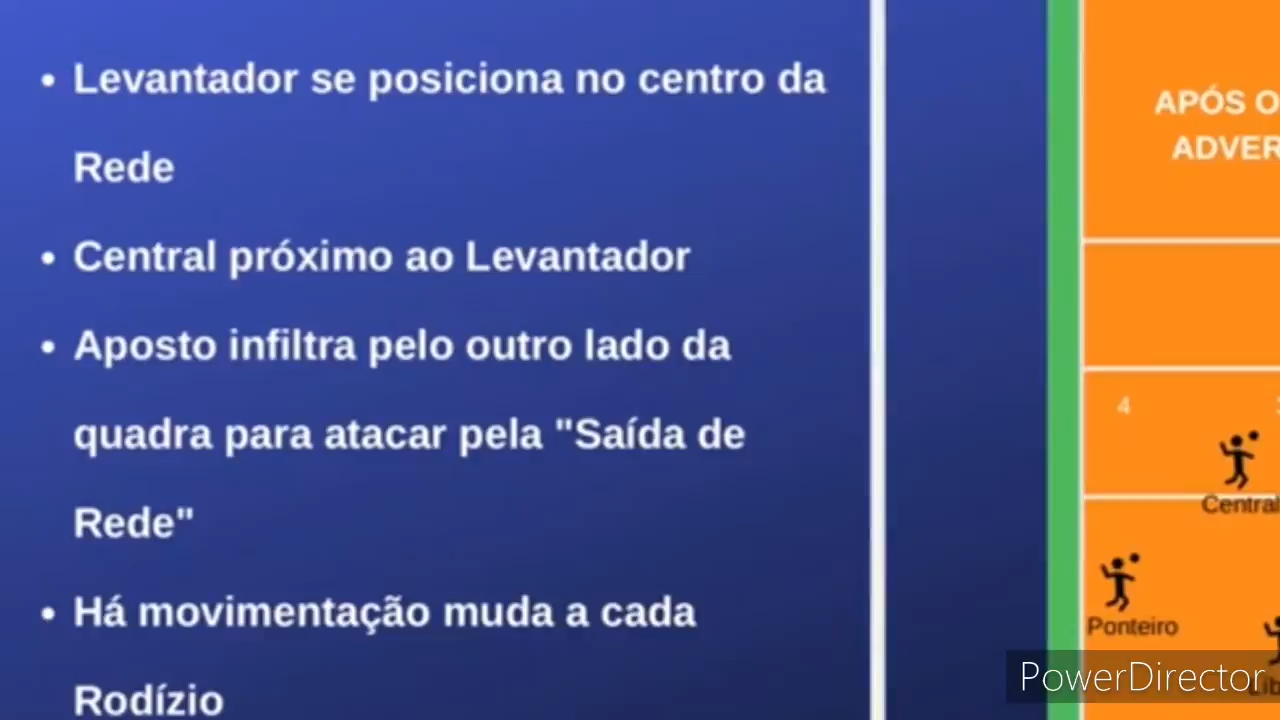 • Levantador se posiciona no centro da
Rede
• Central próximo ao Levantador
• Aposto infiltra pelo outro lado da
quadra para atacar pela "Saída de
Rede"
• Há movimentação muda a cada
Rodízio
APÓS O
ADVER
4
Central
Ponteiro
PowerDirector